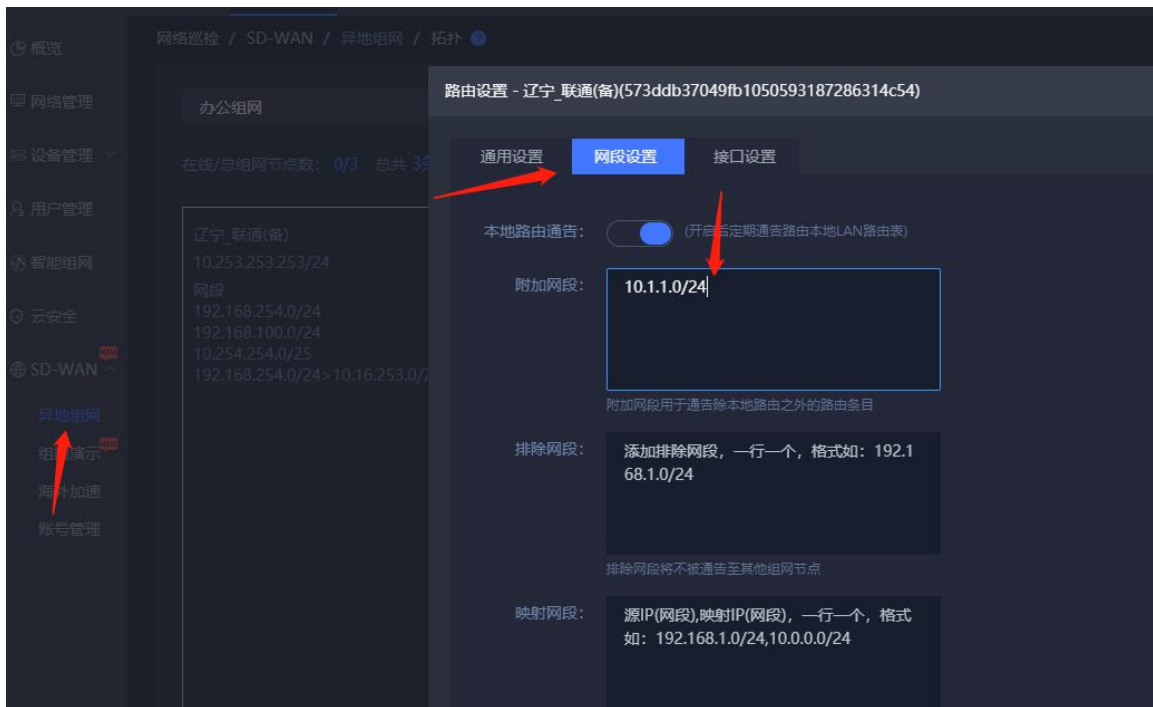 网络巡检 / SD-WAN / 异地组网 / 拓扑
概览
网络管理
设备管理
用户管理
智能组网
云安全
SD-WAN
NEW
异地组网
NEW
海外加速
账号管理
办公组网
在线/总组网节点数： 0/3 总共
辽宁_联通(备)
10.253.253.253/24
网段
192.168.254.0/24
192.168.100.0/24
10.254.254.0/25
192.168.254.0/24>10.16.253.0/2
路由设置 - 辽宁_联通(备)(573ddb37049fb1050593187286314c54)
通用设置
网段设置
接口设置
本地路由通告：
(开启后定期通告路由本地LAN路由表)
附加网段：
10.1.1.0/24
附加网段用于通告除本地路由之外的路由条目
排除网段：
添加排除网段，一行一个，格式如：192.1
68.1.0/24
排除网段将不被通告至其他组网节点
映射网段：
源IP(网段),映射IP(网段)，一行一个，格式
如：192.168.1.0/24,10.0.0.0/24